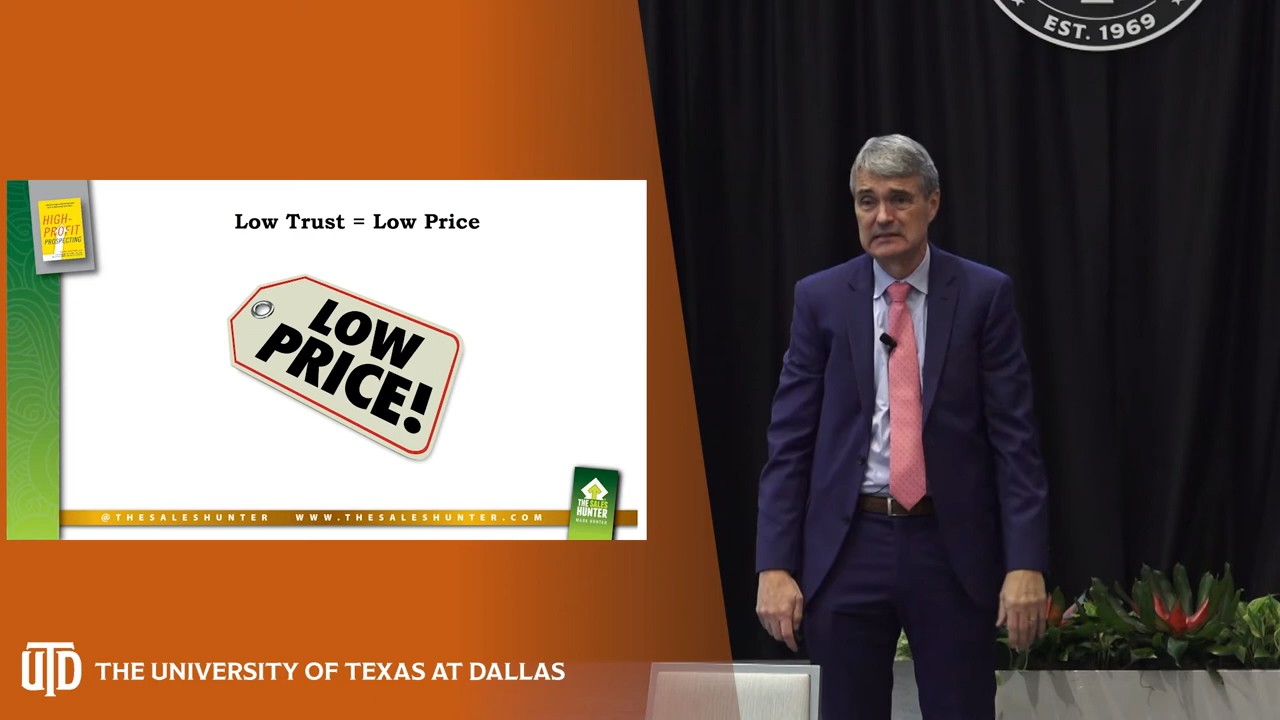 EST. 1969
HIGH-
PROFIT
PROSPECTING
Low Trust = Low Price
LOW
PRICE!
THE SALES
HUNTER
MARK HUNTER
@THESALESHUNTER WWW.THESALESHUNTER.COM
UTD THE UNIVERSITY OF TEXAS AT DALLAS